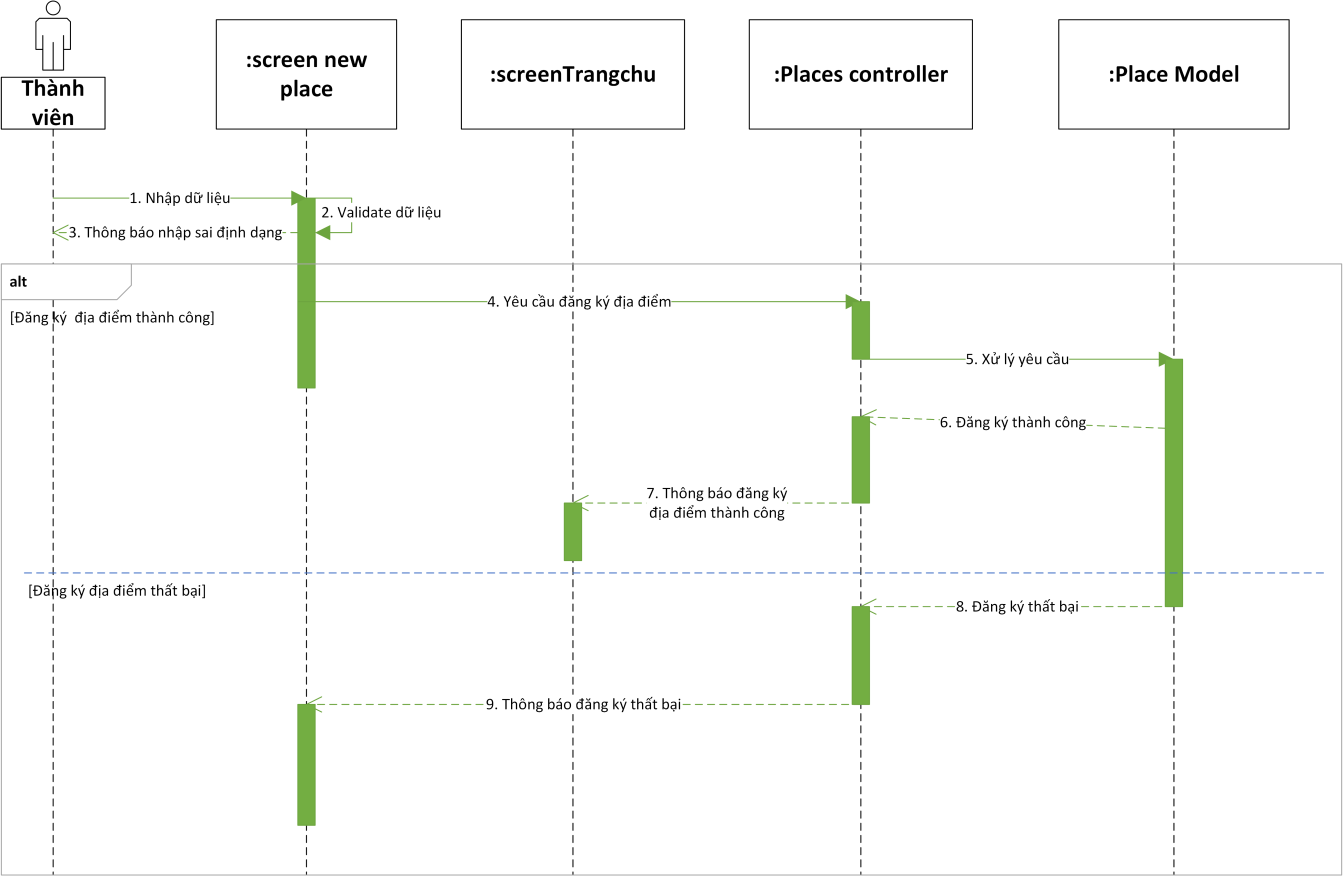 Thành
viên
:screen new
place
:screenTrangchu
:Places controller
:Place Model
1. Nhập dữ liệu
2. Validate dữ liệu
3. Thông báo nhập sai định dạng
alt
4. Yêu cầu đăng ký địa điểm
[Đăng ký  địa điểm thành công]
5. Xử lý yêu cầu
6. Đăng ký thành công
7. Thông báo đăng ký
địa điểm thành công
[Đăng ký địa điểm thất bại]
8. Đăng ký thất bại
9. Thông báo đăng ký thất bại